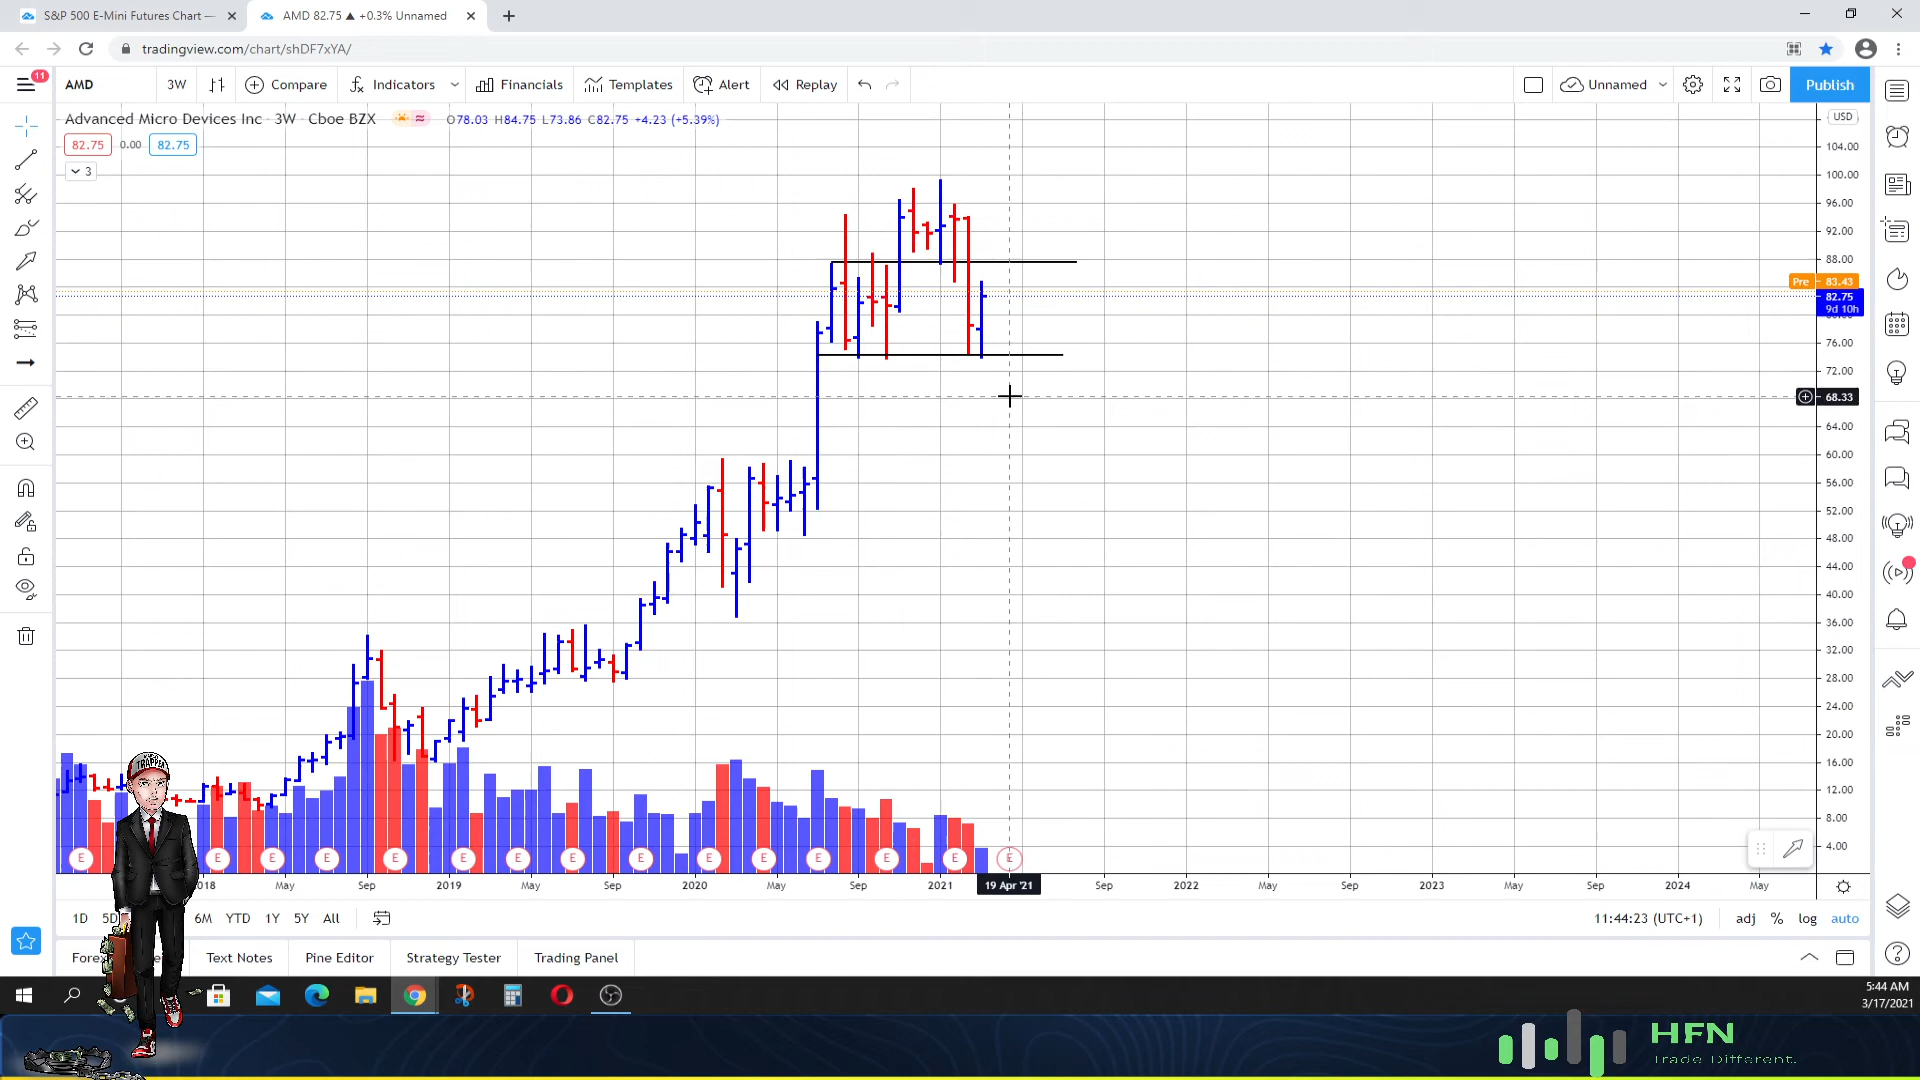 S&P 500 E-Mini Futures Chart —
AMD 82.75 ▲ +0.3% Unnamed
tradingview.com/chart/shDF7xYA/
11
AMD 3W Compare Indicators Financials Templates Alert Replay Unnamed Publish
Advanced Micro Devices Inc · 3W · Cboe BZX O78.03 H84.75 L73.86 C82.75 +4.23 (+5.39%)
USD
82.75 0.00 82.75
3
104.00
100.00
96.00
92.00
88.00
Pre 83.43
82.75
9d 10h
76.00
72.00
68.33
64.00
60.00
56.00
52.00
48.00
44.00
40.00
36.00
32.00
28.00
24.00
20.00
16.00
12.00
8.00
4.00
TRAPPER
E E E E E E E E E E E E E E E
2018 May Sep 2019 May Sep 2020 May Sep 2021 19 Apr '21 Sep 2022 May Sep 2023 May Sep 2024 May
1D 5D 6M YTD 1Y 5Y All 11:44:23 (UTC+1) adj % log auto
Text Notes Pine Editor Strategy Tester Trading Panel
5:44 AM
3/17/2021
HFN
Trade Different.